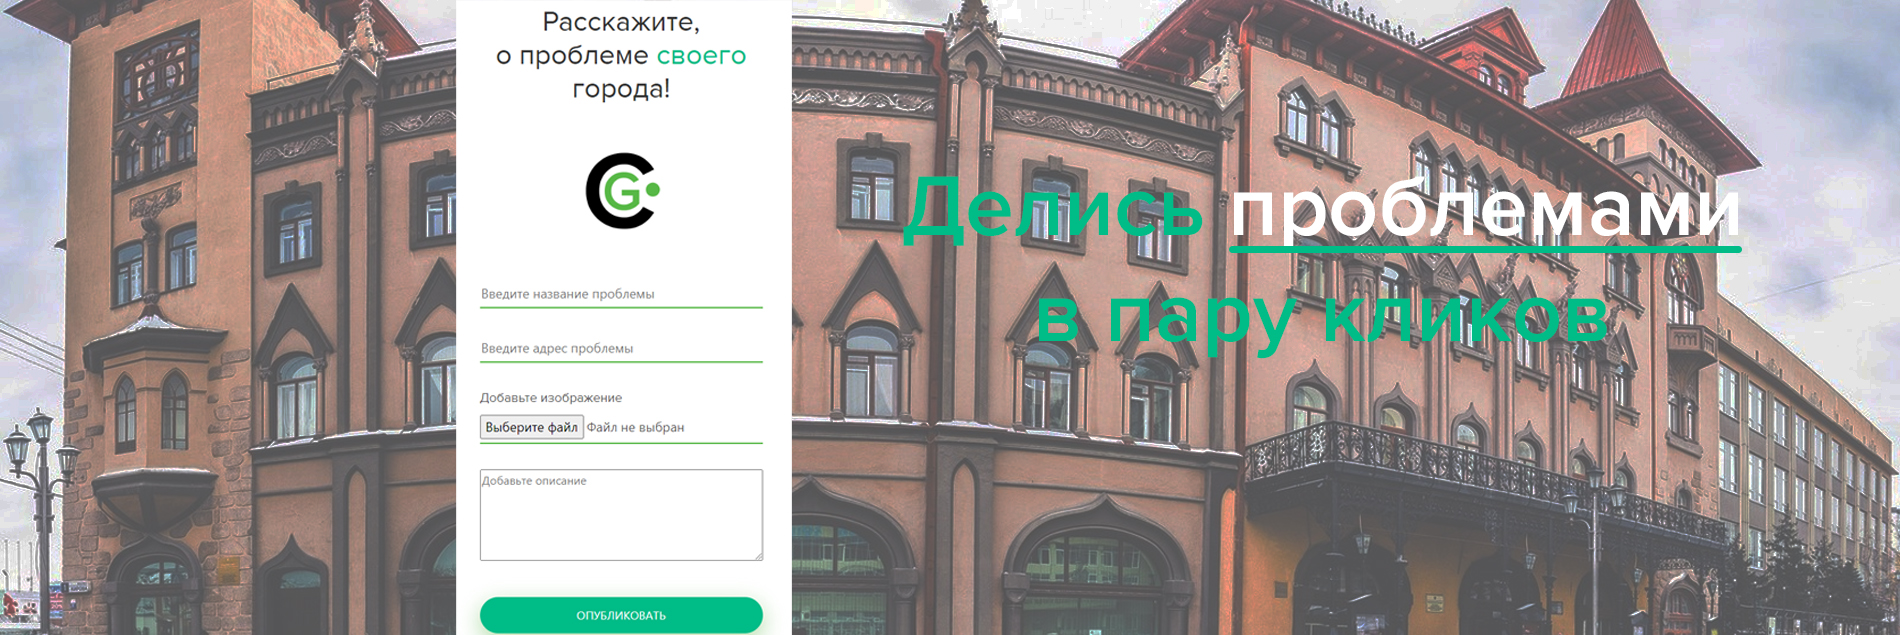 Расскажите,
о проблеме своего
города!
CG
Введите название проблемы
Введите адрес проблемы
Добавьте изображение
Выберите файл Файл не выбран
Добавьте описание
ОПУБЛИКОВАТЬ
Делись проблемами
в пару кликов